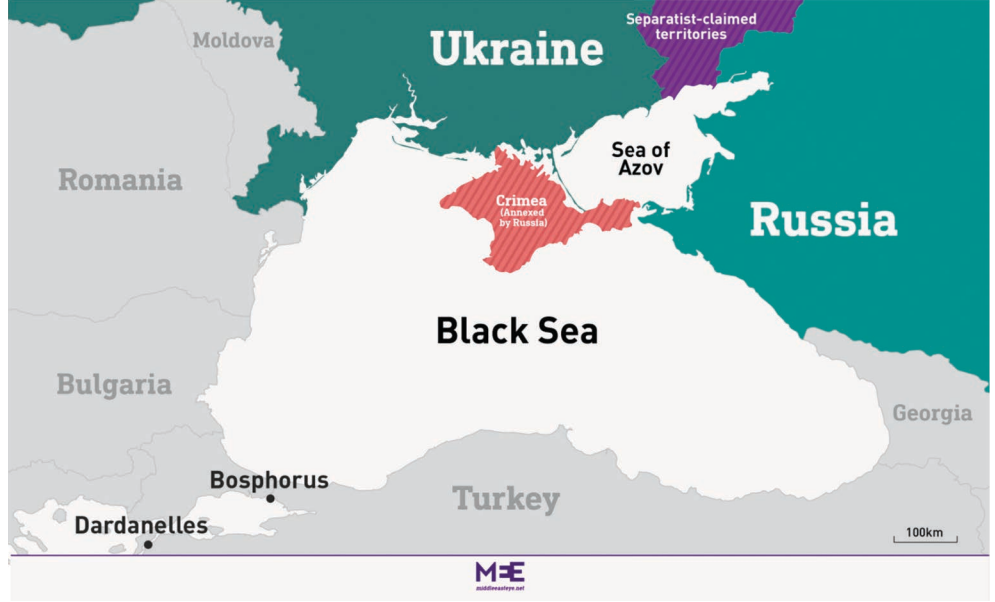 Separatist-claimed
territories
Moldova
Ukraine
Sea of
Azov
Romania
Crimea
(Annexed
by Russia)
Russia
Black Sea
Bulgaria
Georgia
Bosphorus
Turkey
Dardanelles
100km
MEE
middleeasteye.net